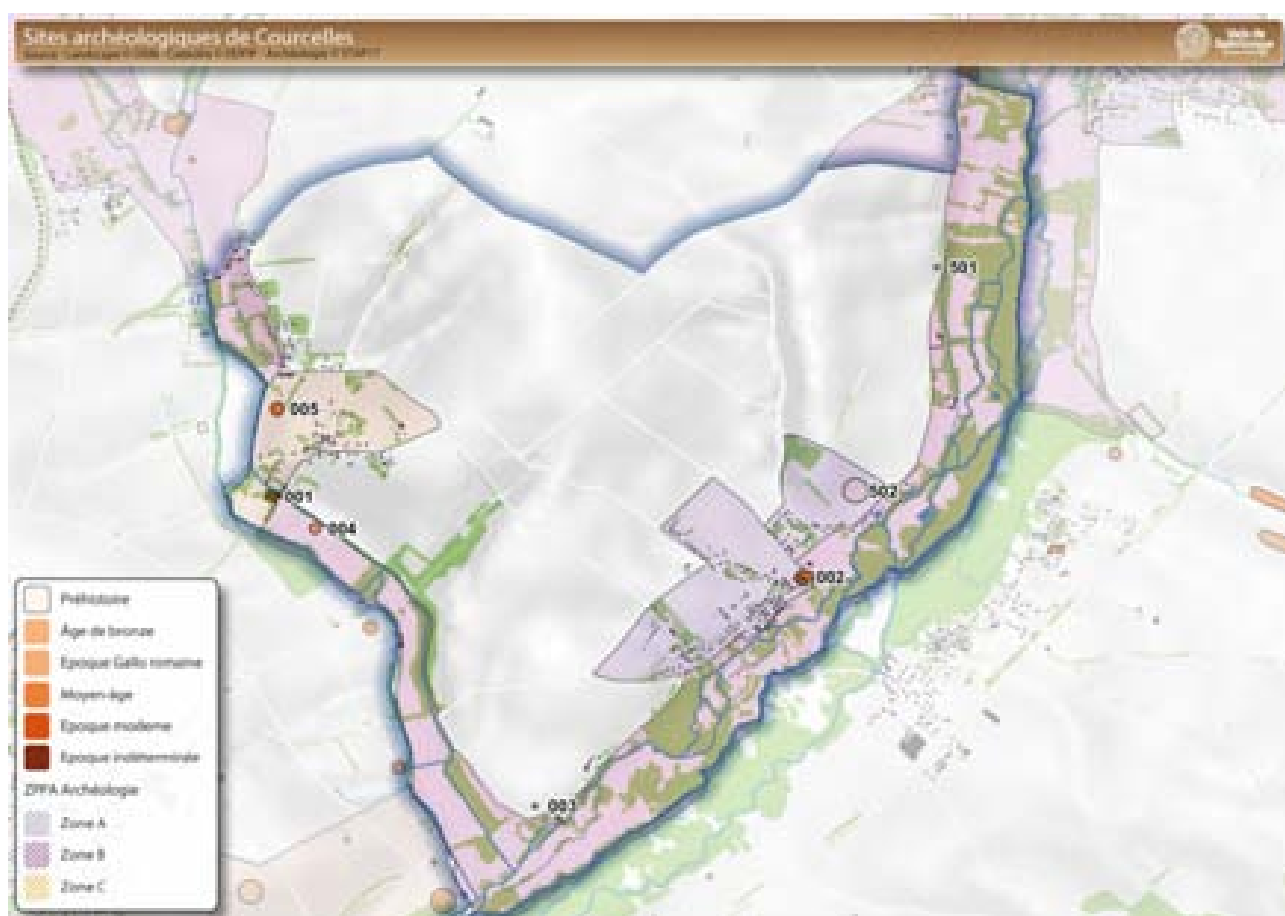 Sites archéologiques de Courcelles
501
005
001
502
004
002
003
Préhistoire
Âge de bronze
Epoque Gallo romaine
Moyen-âge
Epoque moderne
Epoque indéterminée
ZPPA Archéologie
Zone A
Zone B
Zone C